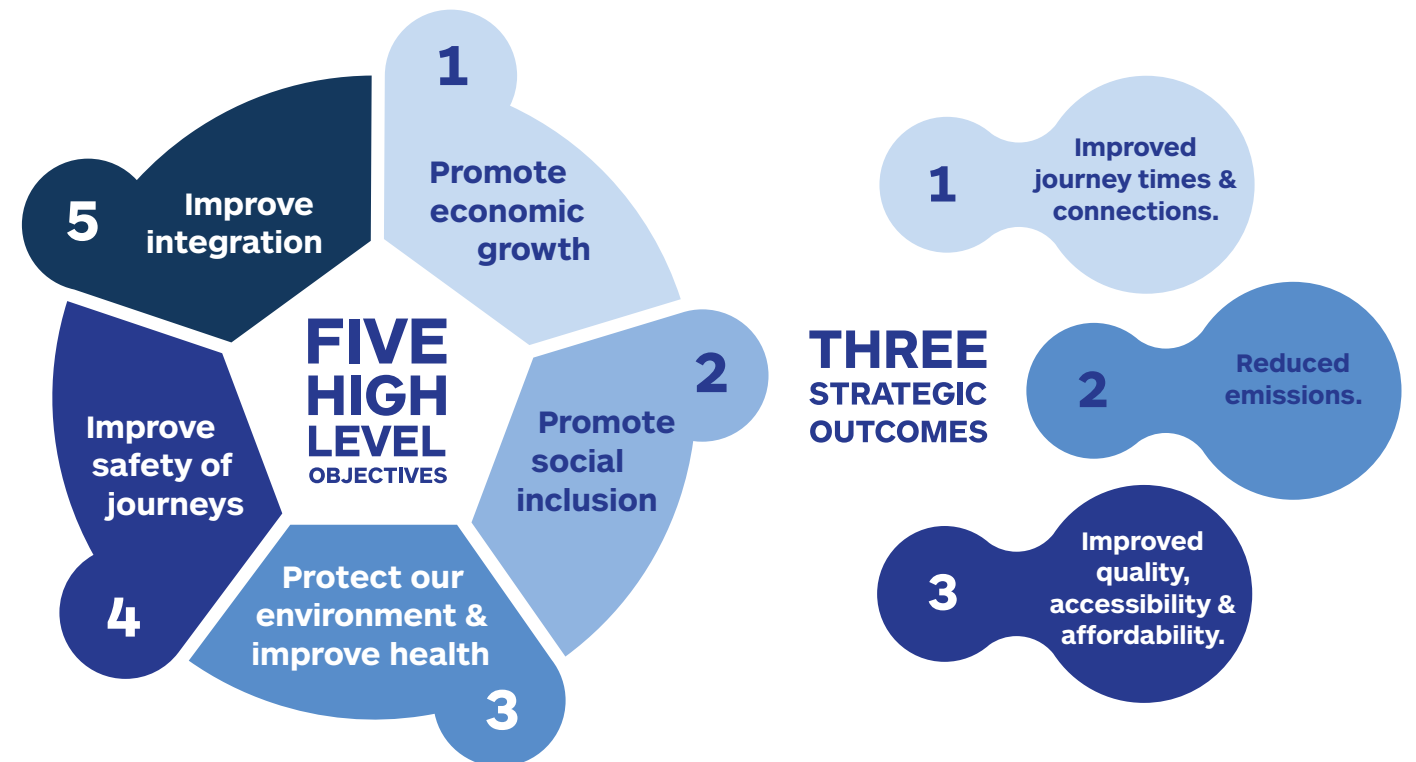 FIVE
HIGH
LEVEL
OBJECTIVES
1
Promote
economic
growth
2
Promote
social
inclusion
3
Protect our
environment &
improve health
4
Improve
safety of
journeys
5
Improve
integration
THREE
STRATEGIC
OUTCOMES
1
Improved
journey times &
connections.
2
Reduced
emissions.
3
Improved
quality,
accessibility &
affordability.